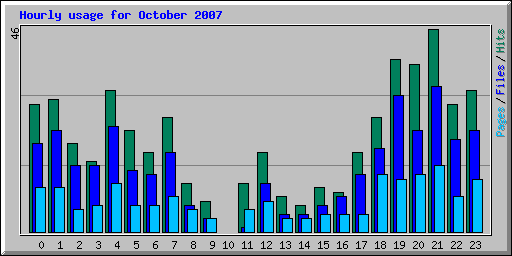 Hourly usage for October 2007
46
Pages / Files / Hits
0 1 2 3 4 5 6 7 8 9 10 11 12 13 14 15 16 17 18 19 20 21 22 23